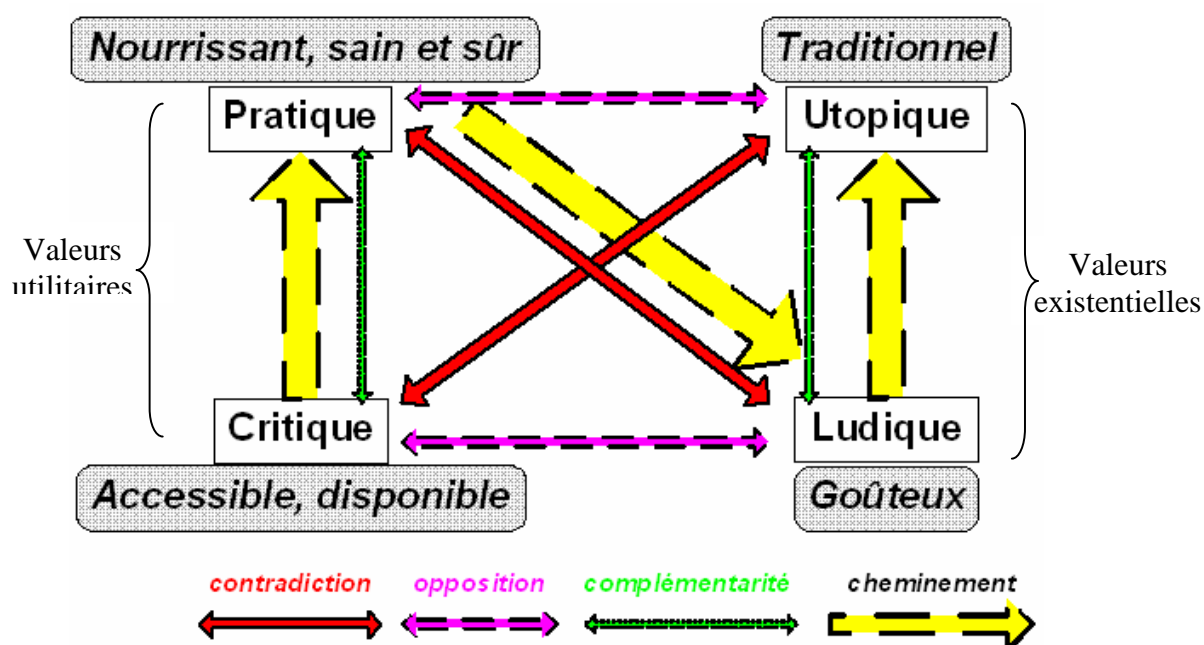 Nourrissant, sain et sûr
Traditionnel
Pratique
Utopique
Valeurs
utilitaires
Valeurs
existentielles
Critique
Ludique
Accessible, disponible
Goûteux
contradiction
opposition
complémentarité
cheminement